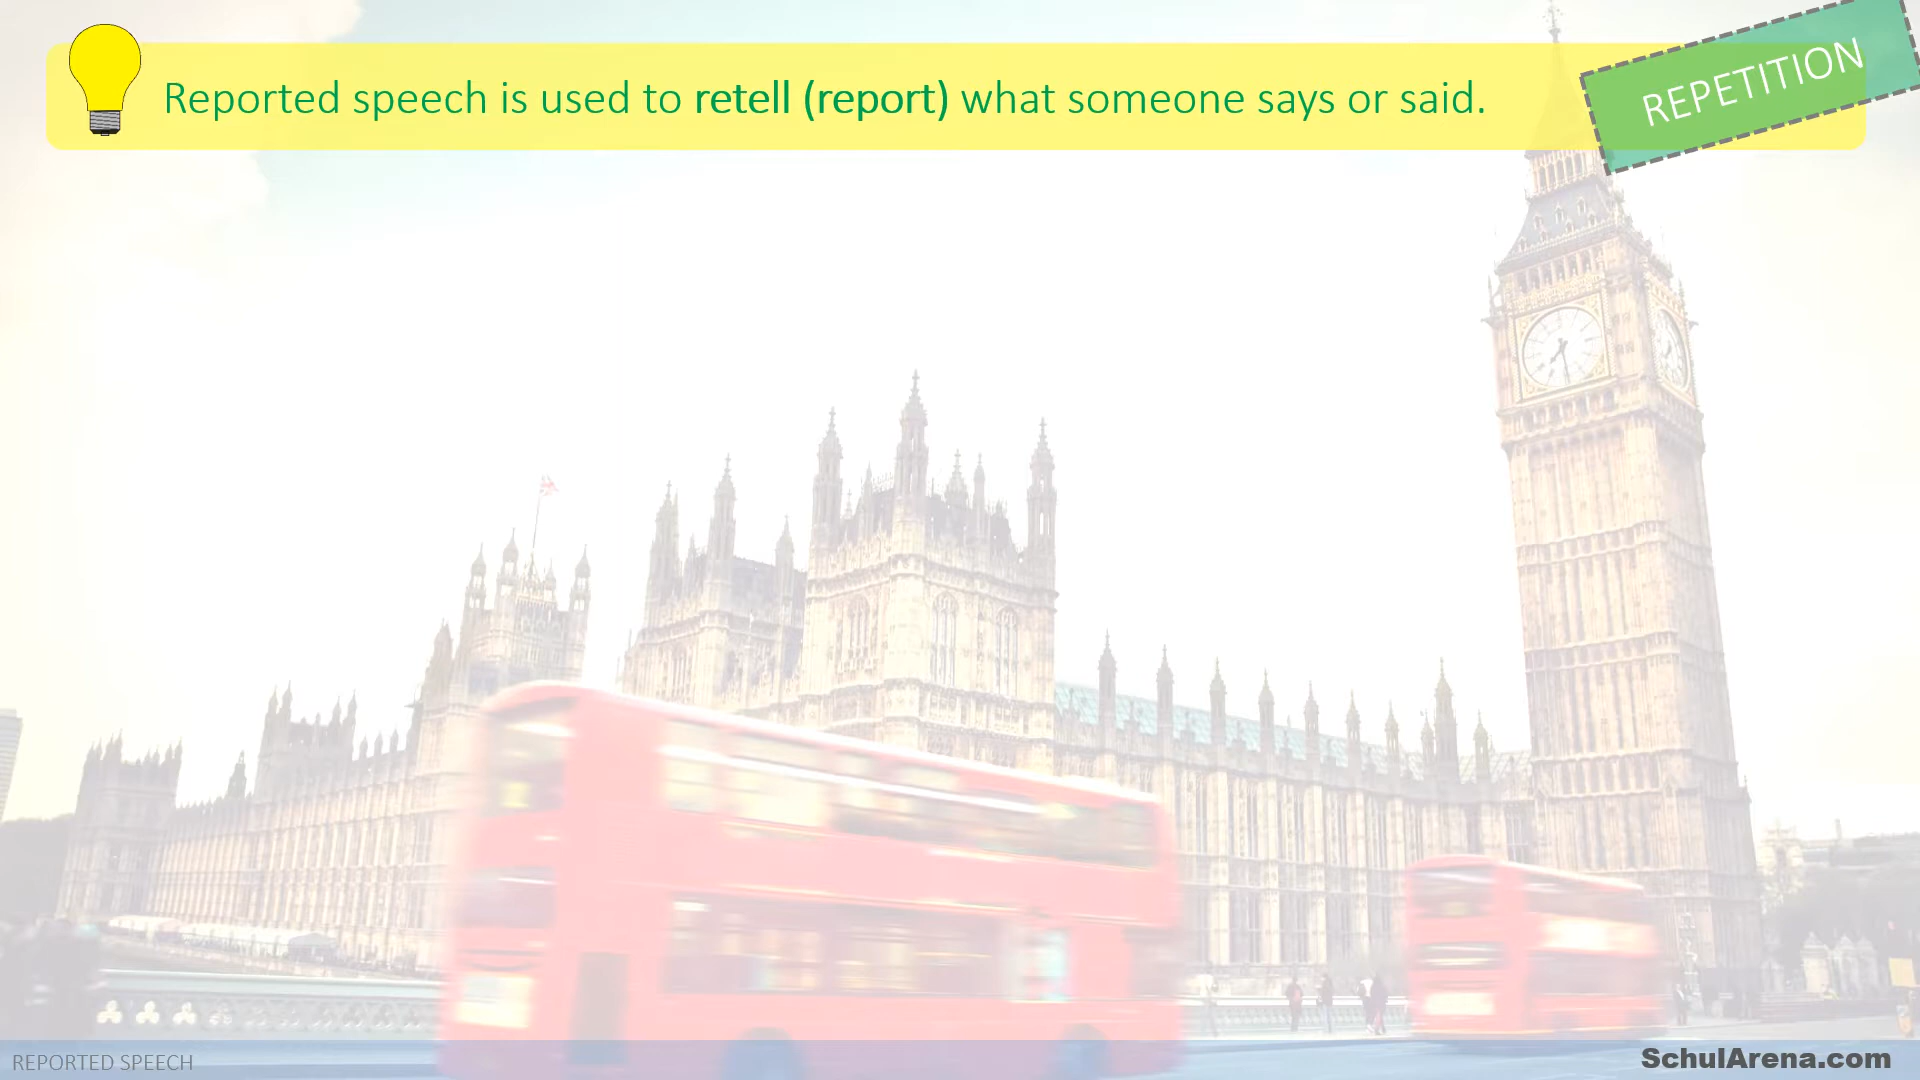 Reported speech is used to retell (report) what someone says or said.
REPETITION
REPORTED SPEECH
SchulArena.com